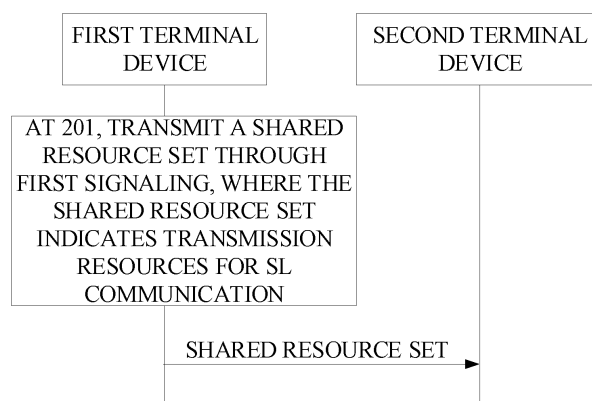 FIRST TERMINAL
DEVICE
SECOND TERMINAL
DEVICE
AT 201, TRANSMIT A SHARED
RESOURCE SET THROUGH
FIRST SIGNALING, WHERE THE
SHARED RESOURCE SET
INDICATES TRANSMISSION
RESOURCES FOR SL
COMMUNICATION
SHARED RESOURCE SET